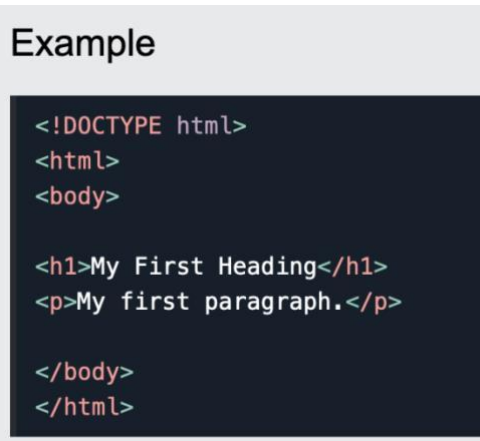 Example
<!DOCTYPE html>
<html>
<body>
<h1>My First Heading</h1>
<p>My first paragraph.</p>
</body>
</html>